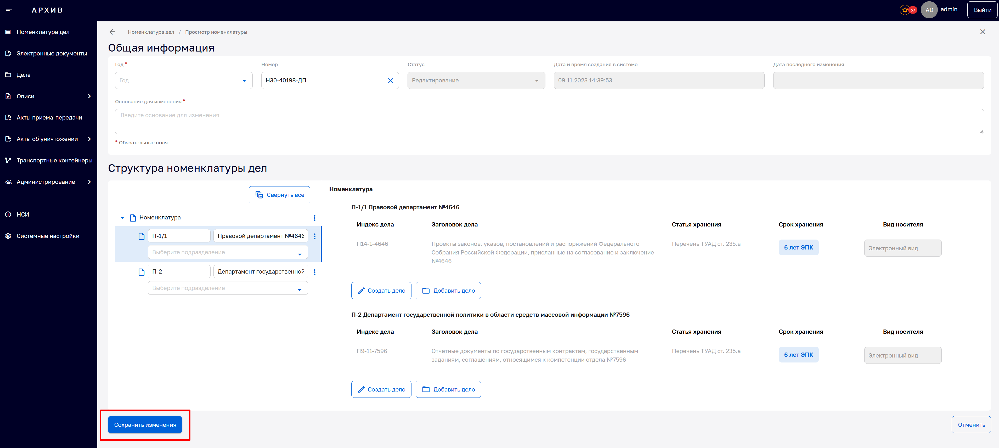 АРХИВ
57
AD
admin
Выйти
Номенклатура дел
Электронные документы
Дела
Описи
Акты приема-передачи
Акты об уничтожении
Транспортные контейнеры
Администрирование
НСИ
Системные настройки
Номенклатура дел / Просмотр номенклатуры
Общая информация
Год *
Номер
Статус
Дата и время создания в системе
Дата последнего изменения
Год
Н30-40198-ДП
Редактирование
09.11.2023 14:39:53
Основание для изменения *
Введите основание для изменения
* Обязательные поля
Структура номенклатуры дел
Свернуть все
Номенклатура
П-1/1
Правовой департамент №4646
Выберите подразделение
П-2
Департамент государственной
Выберите подразделение
Номенклатура
П-1/1 Правовой департамент №4646
Индекс дела
Заголовок дела
Статья хранения
Срок хранения
Вид носителя
П14-1-4646
Проекты законов, указов, постановлений и распоряжений Федерального
Собрания Российской Федерации, присланные на согласование и заключение
№4646
Перечень ТУАД ст. 235.а
6 лет ЭПК
Электронный вид
Создать дело
Добавить дело
П-2 Департамент государственной политики в области средств массовой информации №7596
Индекс дела
Заголовок дела
Статья хранения
Срок хранения
Вид носителя
П9-11-7596
Отчетные документы по государственным контрактам, государственным
заданиям, соглашениям, относящимся к компетенции отдела №7596
Перечень ТУАД ст. 235.а
6 лет ЭПК
Электронный вид
Создать дело
Добавить дело
Сохранить изменения
Отменить